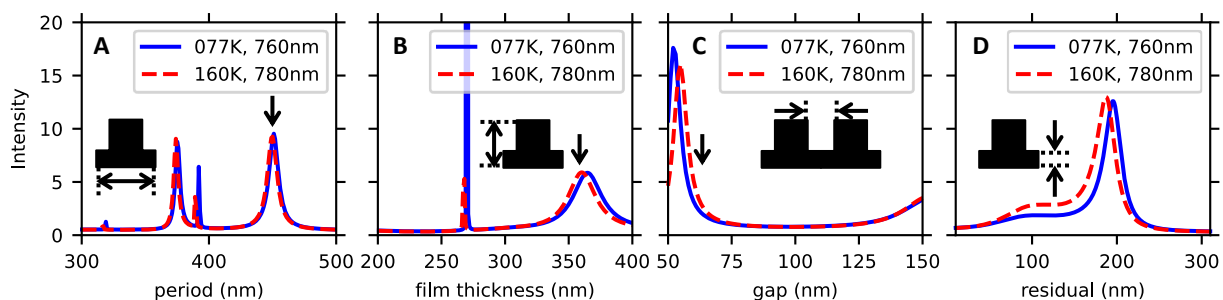 20
15
10
5
0
Intensity
A
077K, 760nm
160K, 780nm
300
400
500
period (nm)
B
077K, 760nm
160K, 780nm
200
250
300
350
400
film thickness (nm)
C
077K, 760nm
160K, 780nm
50
75
100
125
150
gap (nm)
D
077K, 760nm
160K, 780nm
100
200
300
residual (nm)